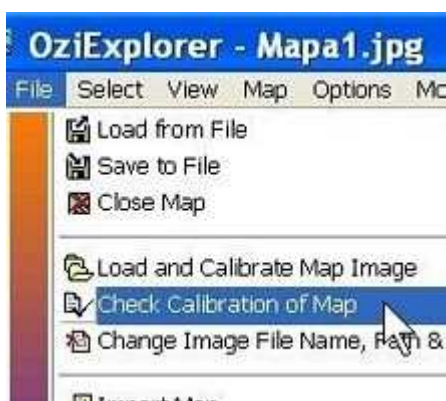 OziExplorer - Mapa1.jpg
File Select View Map Options
Load from File
Save to File
Close Map
Load and Calibrate Map Image
Check Calibration of Map
Change Image File Name, Path &